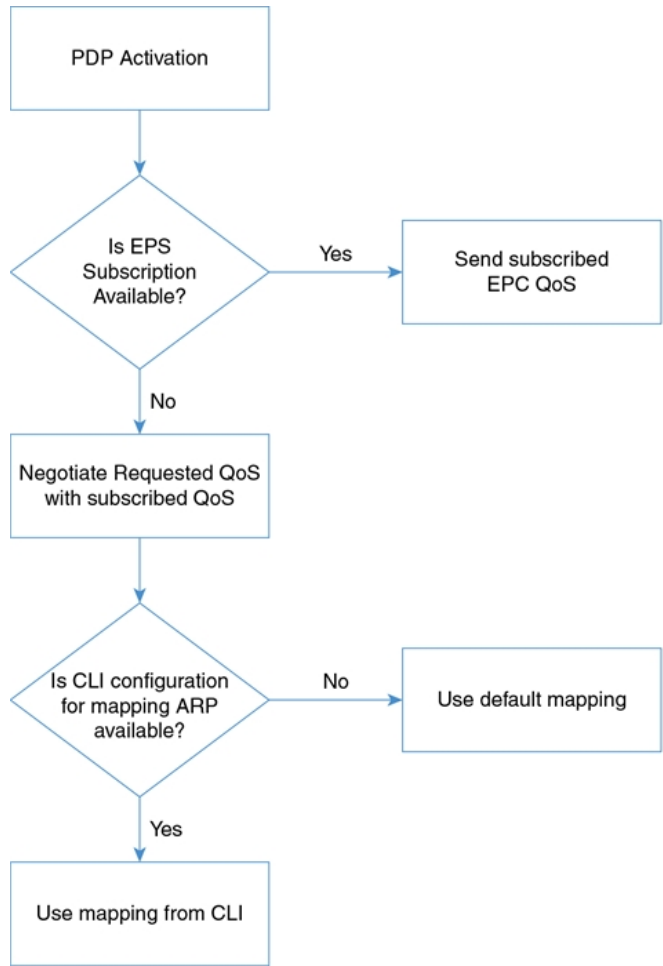 PDP Activation
Is EPS
Subscription
Available?
Yes
Send subscribed
EPC QoS
No
Negotiate Requested QoS
with subscribed QoS
Is CLI configuration
for mapping ARP
available?
No
Use default mapping
Yes
Use mapping from CLI